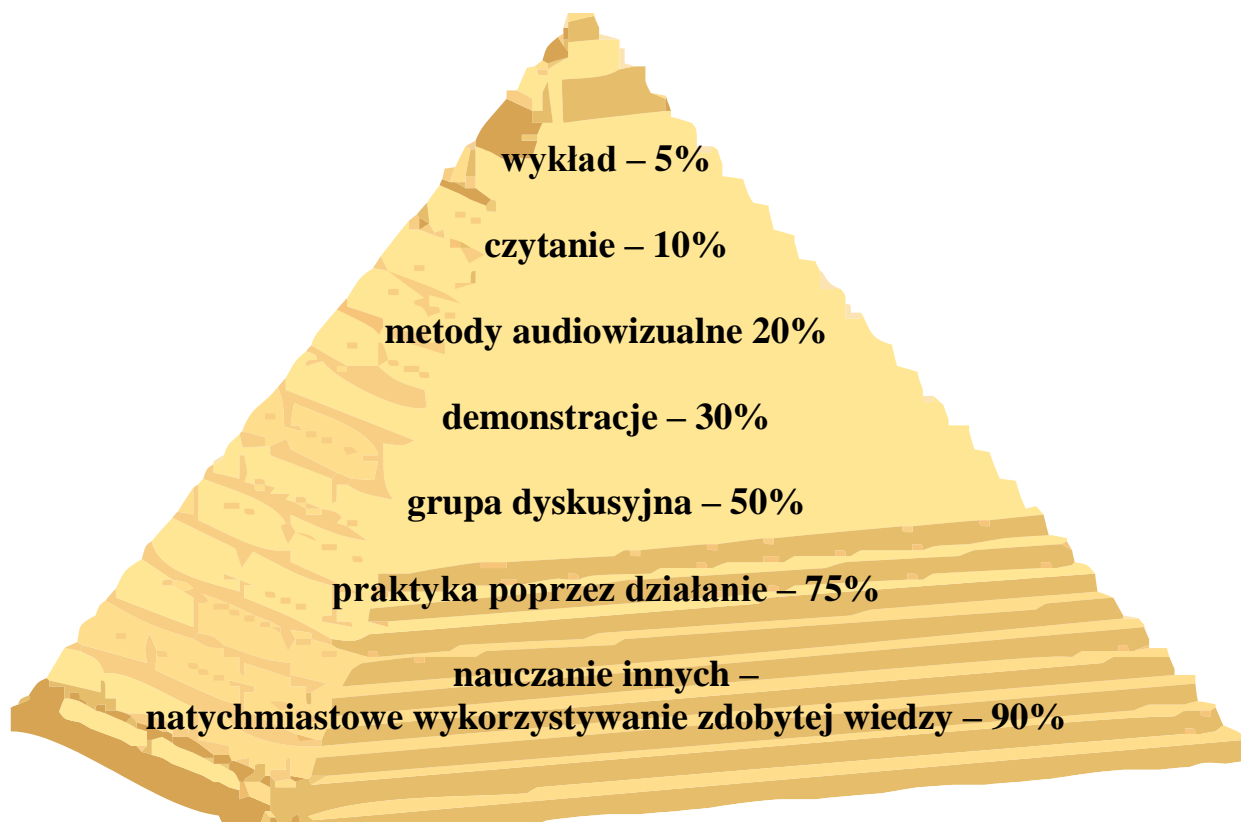 wykład – 5%
czytanie – 10%
metody audiowizualne 20%
demonstracje – 30%
grupa dyskusyjna – 50%
praktyka poprzez działanie – 75%
nauczanie innych –
natychmiastowe wykorzystywanie zdobytej wiedzy – 90%